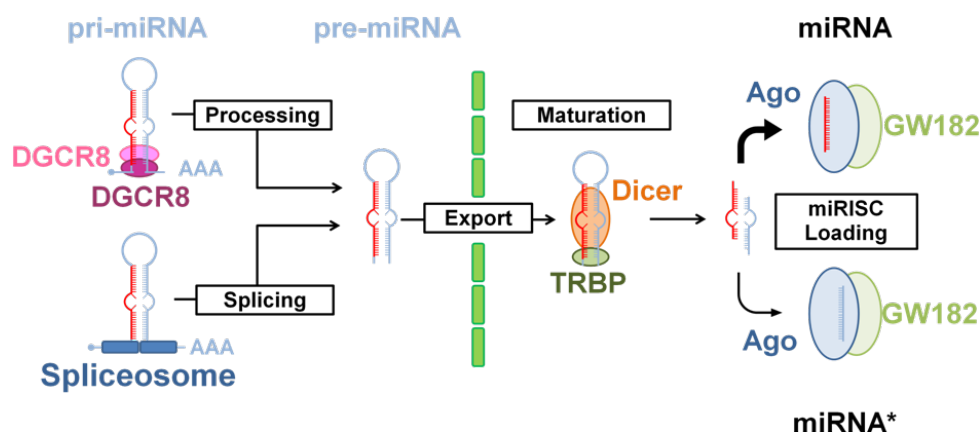 pri-miRNA
pre-miRNA
miRNA
Processing
Maturation
Ago
GW182
DGCR8
AAA
DGCR8
Dicer
Export
miRISC
Loading
TRBP
Splicing
AAA
Ago
GW182
Spliceosome
miRNA*